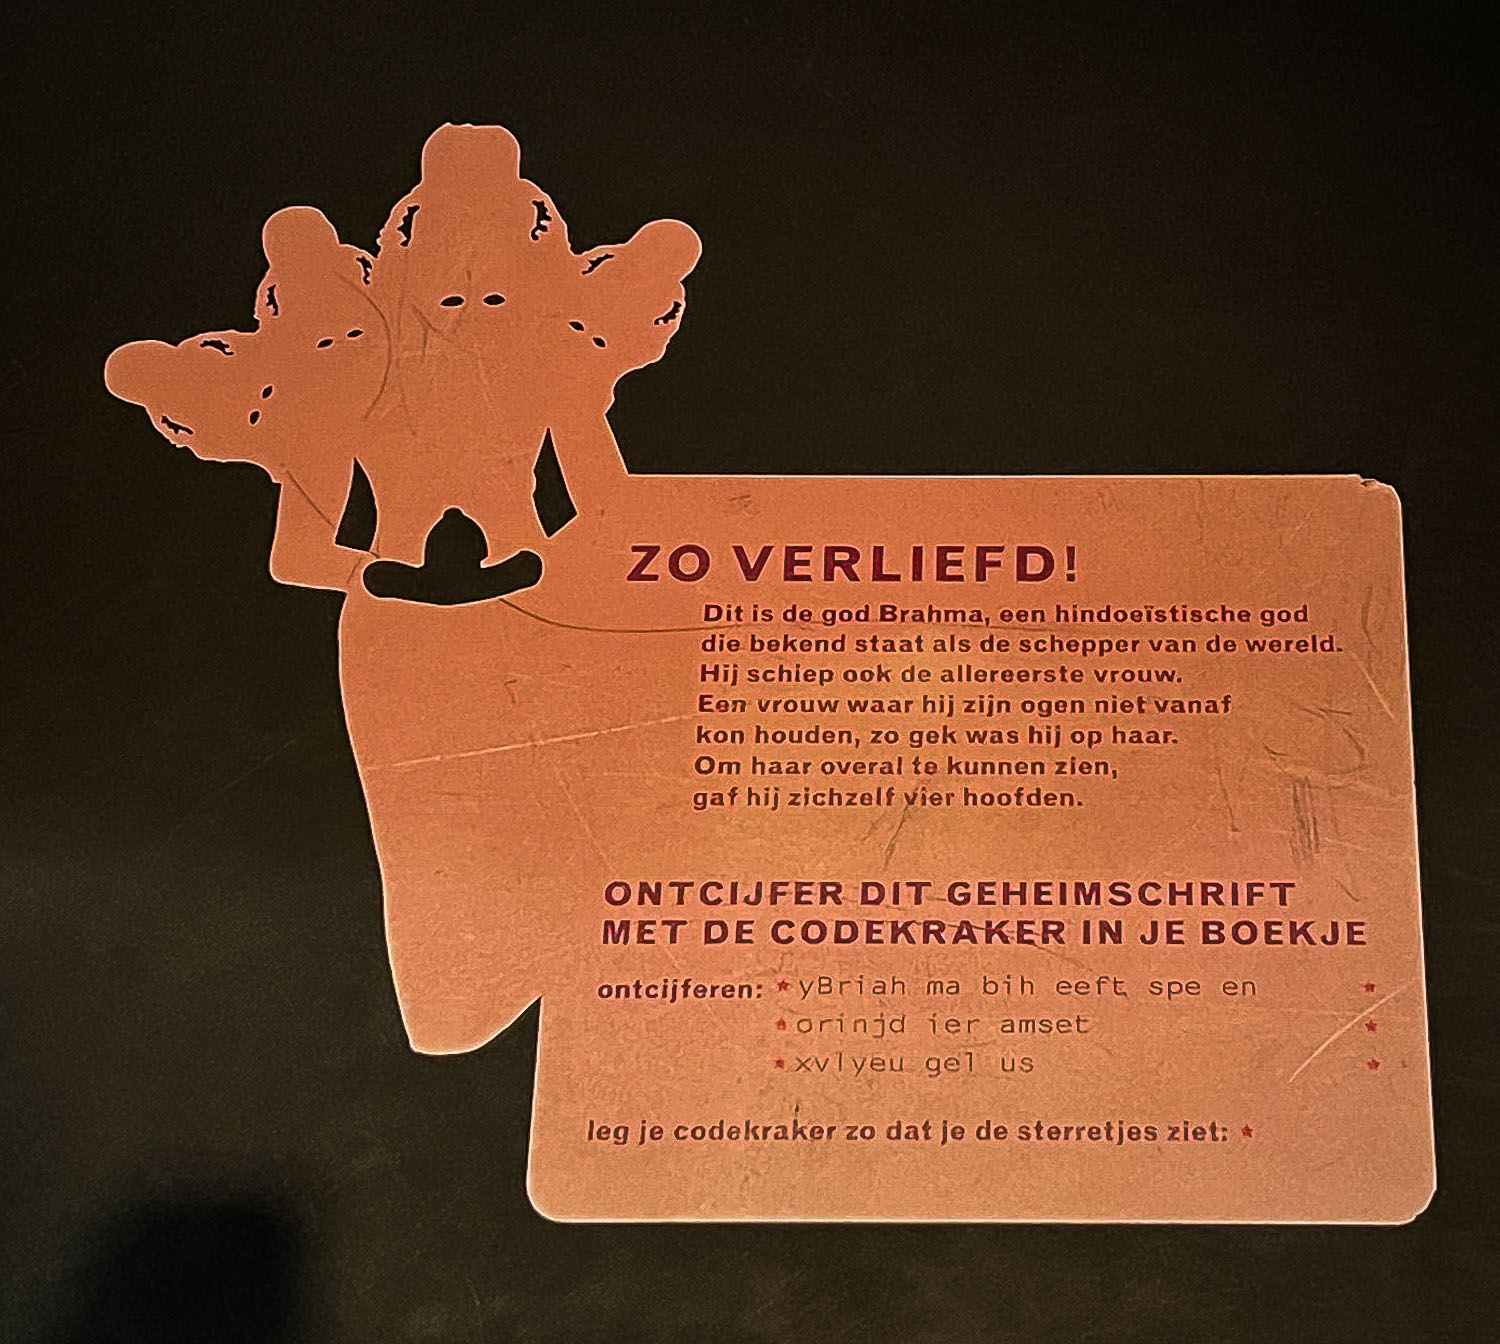 ZO VERLIEFD!
Dit is de god Brahma, een hindoeïstische god
die bekend staat als de schepper van de wereld.
Hij schiep ook de allereerste vrouw.
Een vrouw waar hij zijn ogen niet vanaf
kon houden, zo gek was hij op haar.
Om haar overal te kunnen zien,
gaf hij zichzelf vier hoofden.
ONTCIJFER DIT GEHEIMSCHRIFT
MET DE CODEKRAKER IN JE BOEKJE
ontcijferen: * yBriah ma bih eeft spe en *
* orinjd ier amset *
* xvlyeu gel us *
leg je codekraker zo dat je de sterretjes ziet: *